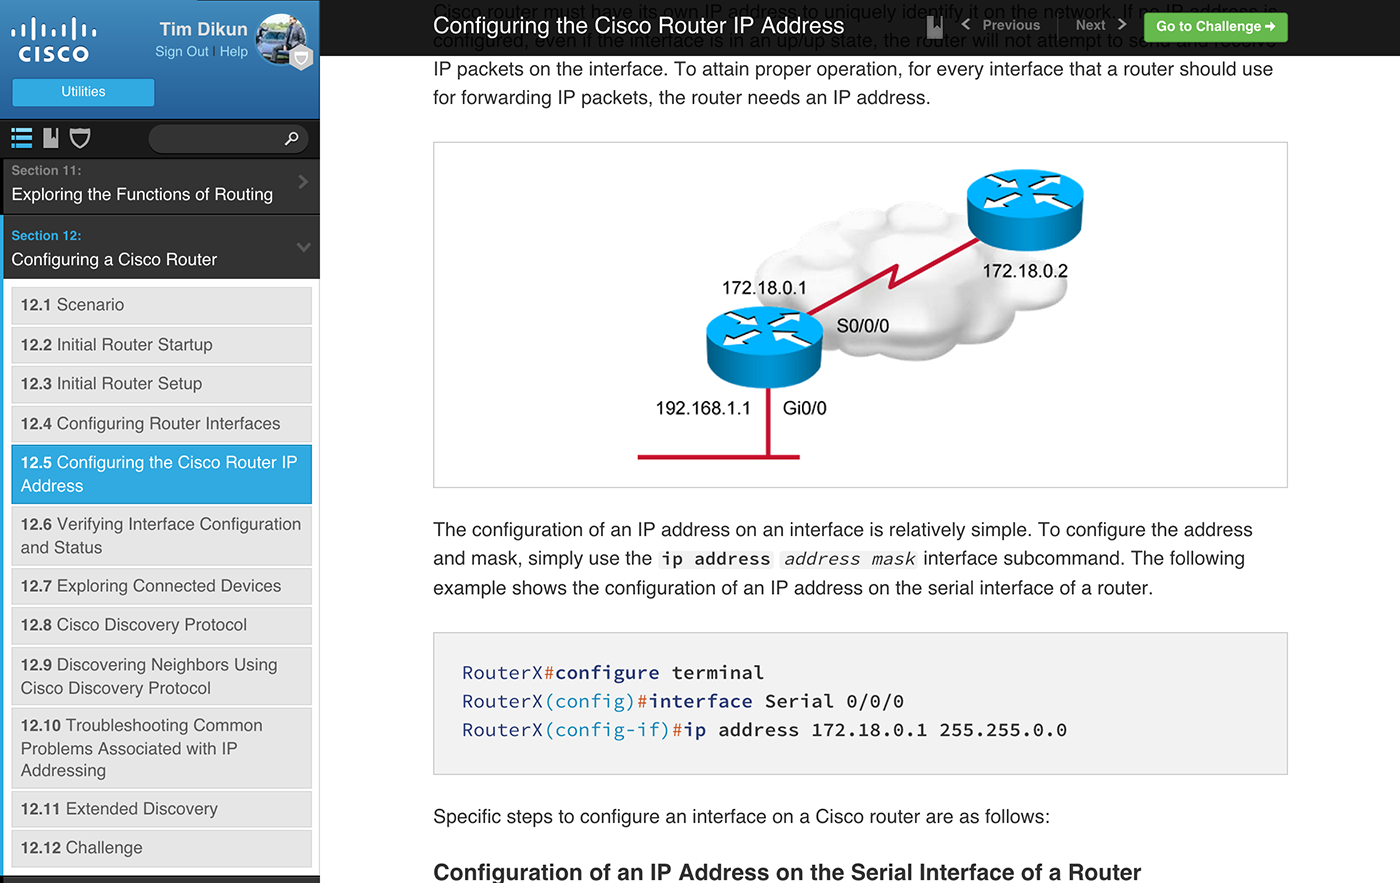 CISCO
Tim Dikun
Sign Out | Help
Utilities
Section 11:
Exploring the Functions of Routing
Section 12:
Configuring a Cisco Router
12.1 Scenario
12.2 Initial Router Startup
12.3 Initial Router Setup
12.4 Configuring Router Interfaces
12.5 Configuring the Cisco Router IP
Address
12.6 Verifying Interface Configuration
and Status
12.7 Exploring Connected Devices
12.8 Cisco Discovery Protocol
12.9 Discovering Neighbors Using
Cisco Discovery Protocol
12.10 Troubleshooting Common
Problems Associated with IP
Addressing
12.11 Extended Discovery
12.12 Challenge
Cisco router must have its own IP address to uniquely identify it on the network. If no IP address is
Configuring the Cisco Router IP Address
Previous
Next
Go to Challenge
configured, even if the interface is in an up/up state, the router will not attempt to send and receive
IP packets on the interface. To attain proper operation, for every interface that a router should use
for forwarding IP packets, the router needs an IP address.
172.18.0.2
172.18.0.1
S0/0/0
192.168.1.1
Gi0/0
The configuration of an IP address on an interface is relatively simple. To configure the address
and mask, simply use the ip address address mask interface subcommand. The following
example shows the configuration of an IP address on the serial interface of a router.
RouterX#configure terminal
RouterX(config)#interface Serial 0/0/0
RouterX(config-if)#ip address 172.18.0.1 255.255.0.0
Specific steps to configure an interface on a Cisco router are as follows:
Configuration of an IP Address on the Serial Interface of a Router